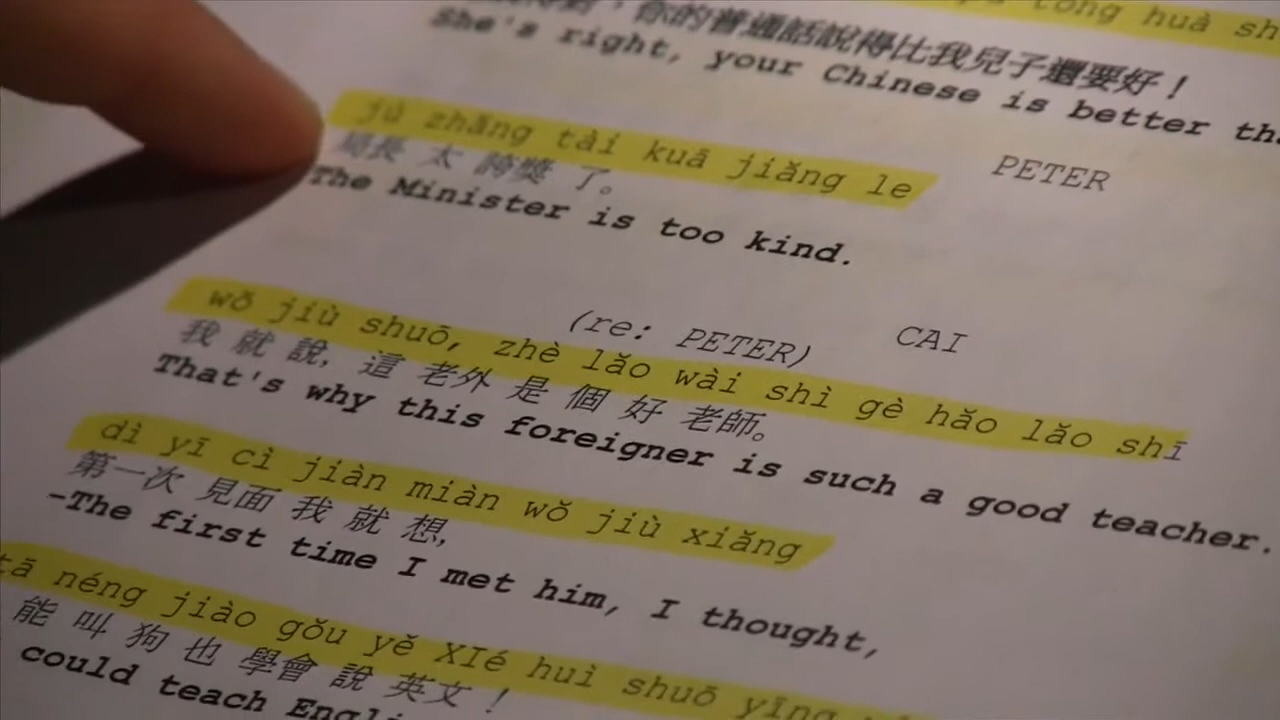 tōng huà
你的普通話說得比我兒子還要好！
She's right, your Chinese is better
PETER
jú zhǎng tài kuā jiǎng le
局長 太 誇獎 了。
The Minister is too kind.
CAI
(re: PETER)
wǒ jiù shuō, zhè lǎo wài shì gè hǎo lǎo shī
我 就 說, 這 老外 是 個 好 老師。
That's why this foreigner is such a good teacher.
dì yī cì jiàn miàn wǒ jiù xiǎng
第一次 見面 我 就 想,
-The first time I met him, I thought,
tā néng jiào gǒu yě XIé huì shuō yīng
能 叫 狗 也 學會 說 英文！
could teach